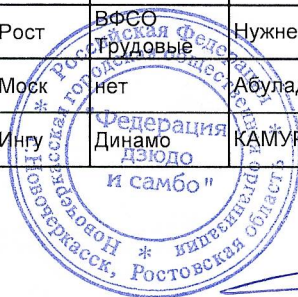 Рост ВФСО Трудовые Нужне
Моск нет Абулад
Ингу Динамо КАМУР
* Российская Федерация *
Новочеркасск, Ростовская область
Новочеркасская городская общественная организация *
"Федерация
дзюдо
и самбо"